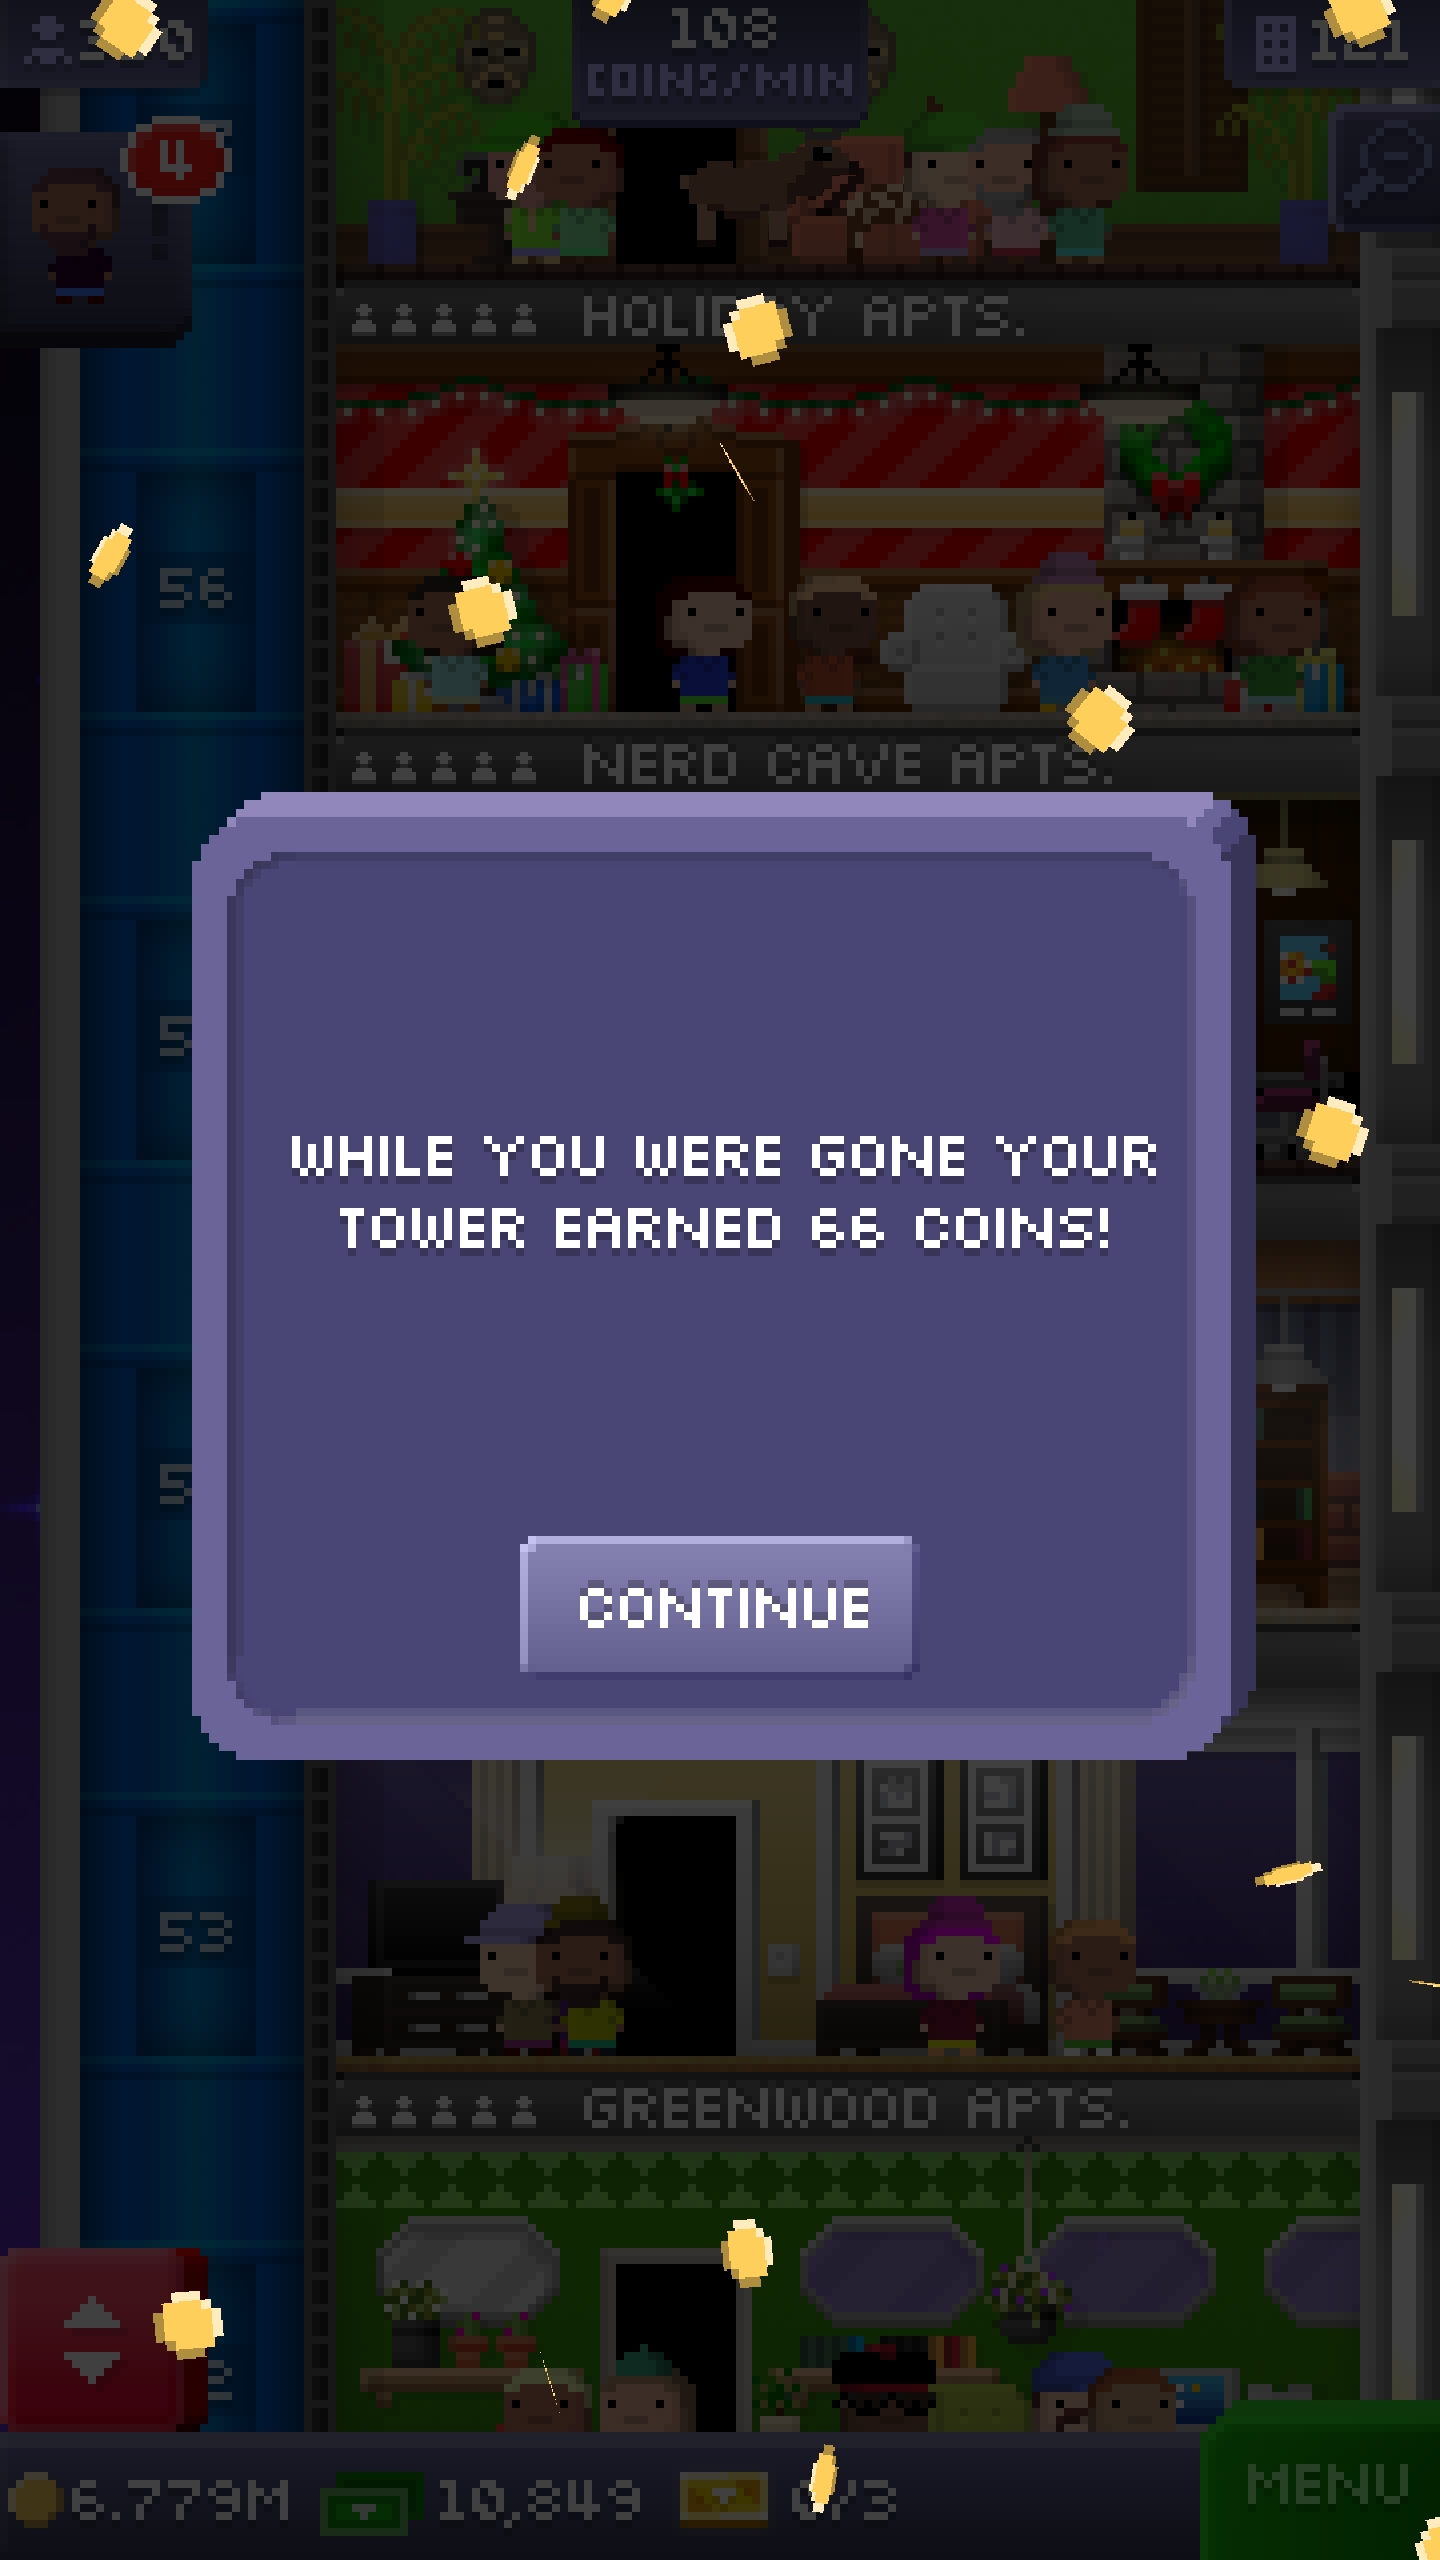 108
COINS/MIN
121
4
HOLIDAY APTS.
56
NERD CAVE APTS.
WHILE YOU WERE GONE YOUR
TOWER EARNED 66 COINS!
CONTINUE
53
GREENWOOD APTS.
6.779M
10,849
0/3
MENU